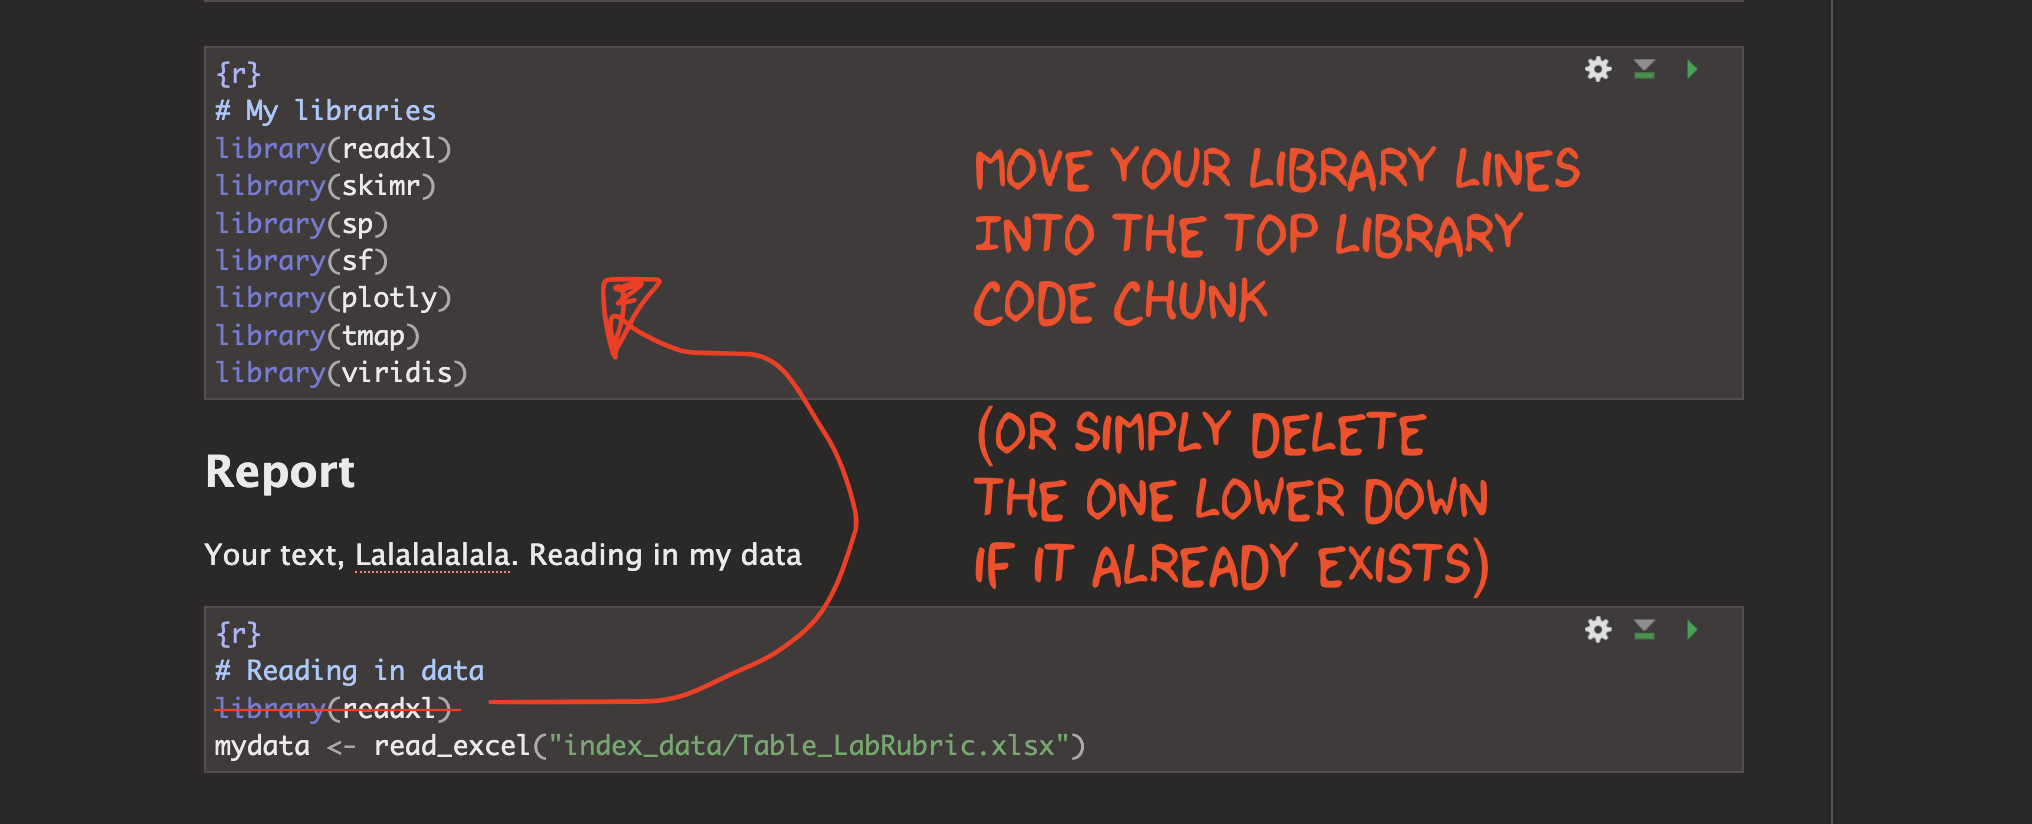 {r}
# My libraries
library(readxl)
library(skimr)
library(sp)
library(sf)
library(plotly)
library(tmap)
library(viridis)
MOVE YOUR LIBRARY LINES
INTO THE TOP LIBRARY
CODE CHUNK
(OR SIMPLY DELETE
THE ONE LOWER DOWN
IF IT ALREADY EXISTS)
Report
Your text, Lalalalalala. Reading in my data
{r}
# Reading in data
library(readxl)
mydata <- read_excel("index_data/Table_LabRubric.xlsx")